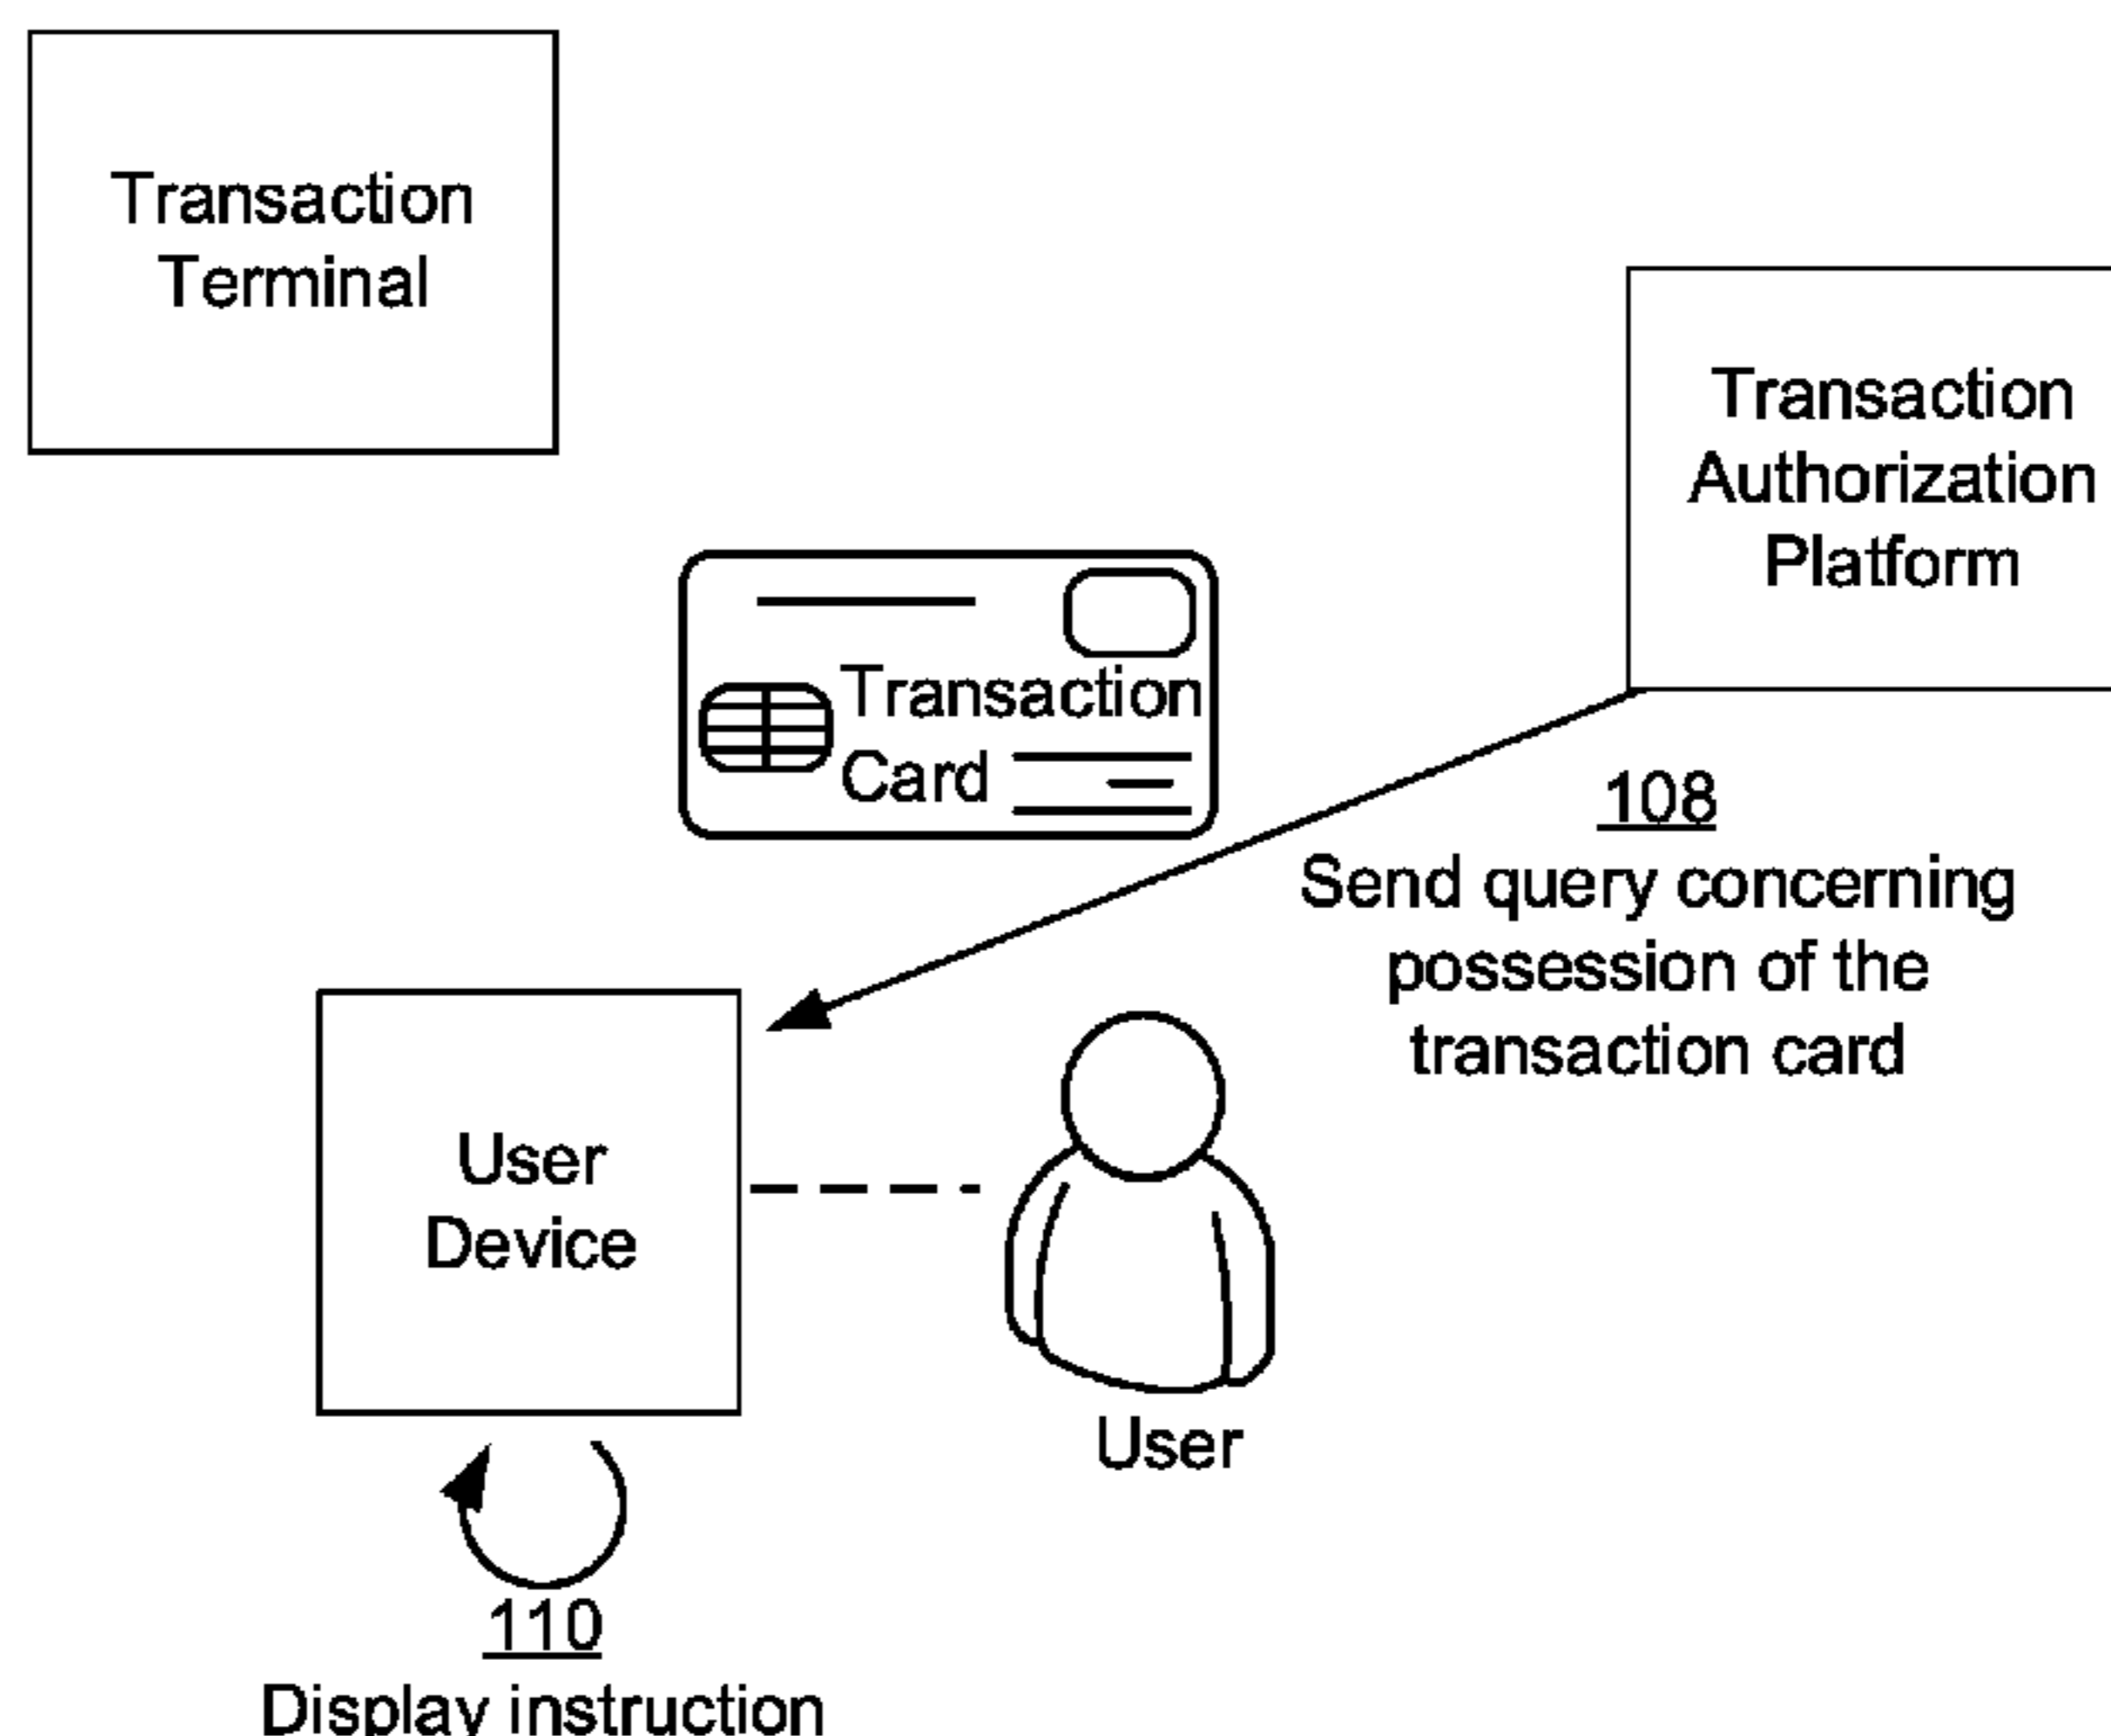 Transaction
Terminal
Transaction
Authorization
Platform
Transaction
Card
108
Send query concerning
possession of the
transaction card
User
Device
User
110
Display instruction